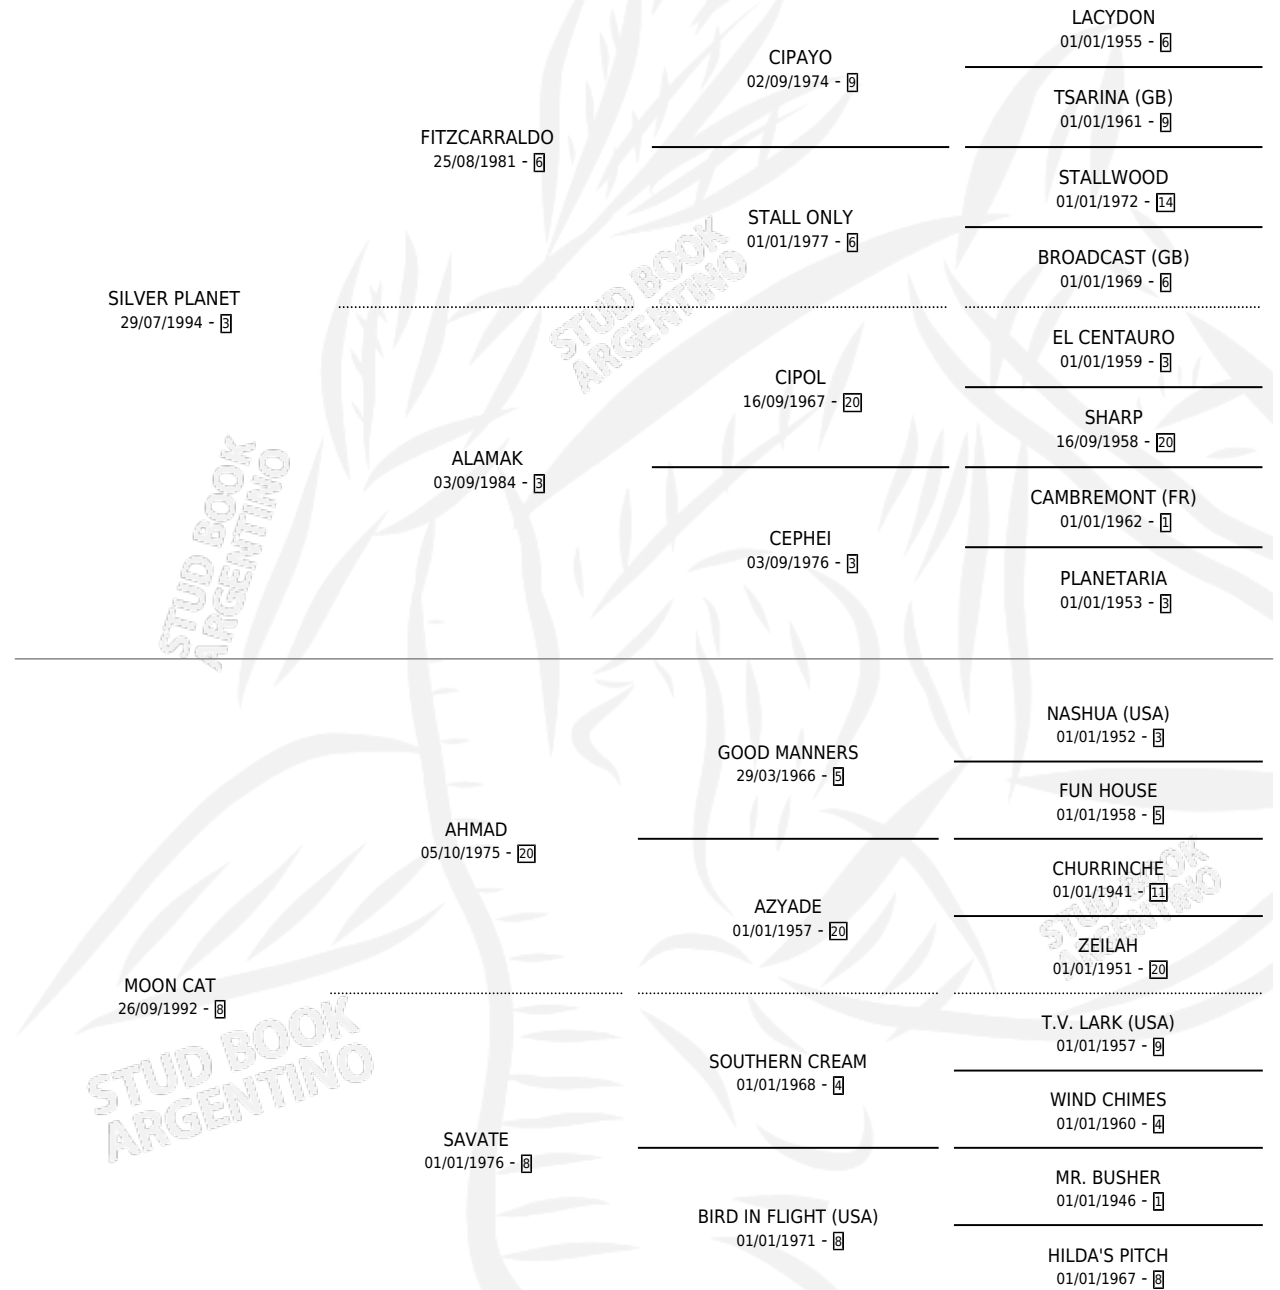 LACYDON
01/01/1955 - 6
CIPAYO
02/09/1974 - 9
TSARINA (GB)
01/01/1961 - 9
FITZCARRALDO
25/08/1981 - 6
STALLWOOD
01/01/1972 - 14
STALL ONLY
01/01/1977 - 6
BROADCAST (GB)
01/01/1969 - 6
SILVER PLANET
29/07/1994 - 3
EL CENTAURO
01/01/1959 - 3
CIPOL
16/09/1967 - 20
SHARP
16/09/1958 - 20
ALAMAK
03/09/1984 - 3
CAMBREMONT (FR)
01/01/1962 - 1
CEPHEI
03/09/1976 - 3
PLANETARIA
01/01/1953 - 3
STUD BOOK
ARGENTINO
STUD BOOK
ARGENTINO
NASHUA (USA)
01/01/1952 - 3
GOOD MANNERS
29/03/1966 - 5
FUN HOUSE
01/01/1958 - 5
AHMAD
05/10/1975 - 20
CHURRINCHE
01/01/1941 - 11
AZYADE
01/01/1957 - 20
ZEILAH
01/01/1951 - 20
STUD BOOK
ARGENTINO
MOON CAT
26/09/1992 - 8
T.V. LARK (USA)
01/01/1957 - 9
SOUTHERN CREAM
01/01/1968 - 4
WIND CHIMES
01/01/1960 - 4
STUD BOOK
ARGENTINO
SAVATE
01/01/1976 - 8
MR. BUSHER
01/01/1946 - 1
BIRD IN FLIGHT (USA)
01/01/1971 - 8
HILDA'S PITCH
01/01/1967 - 8